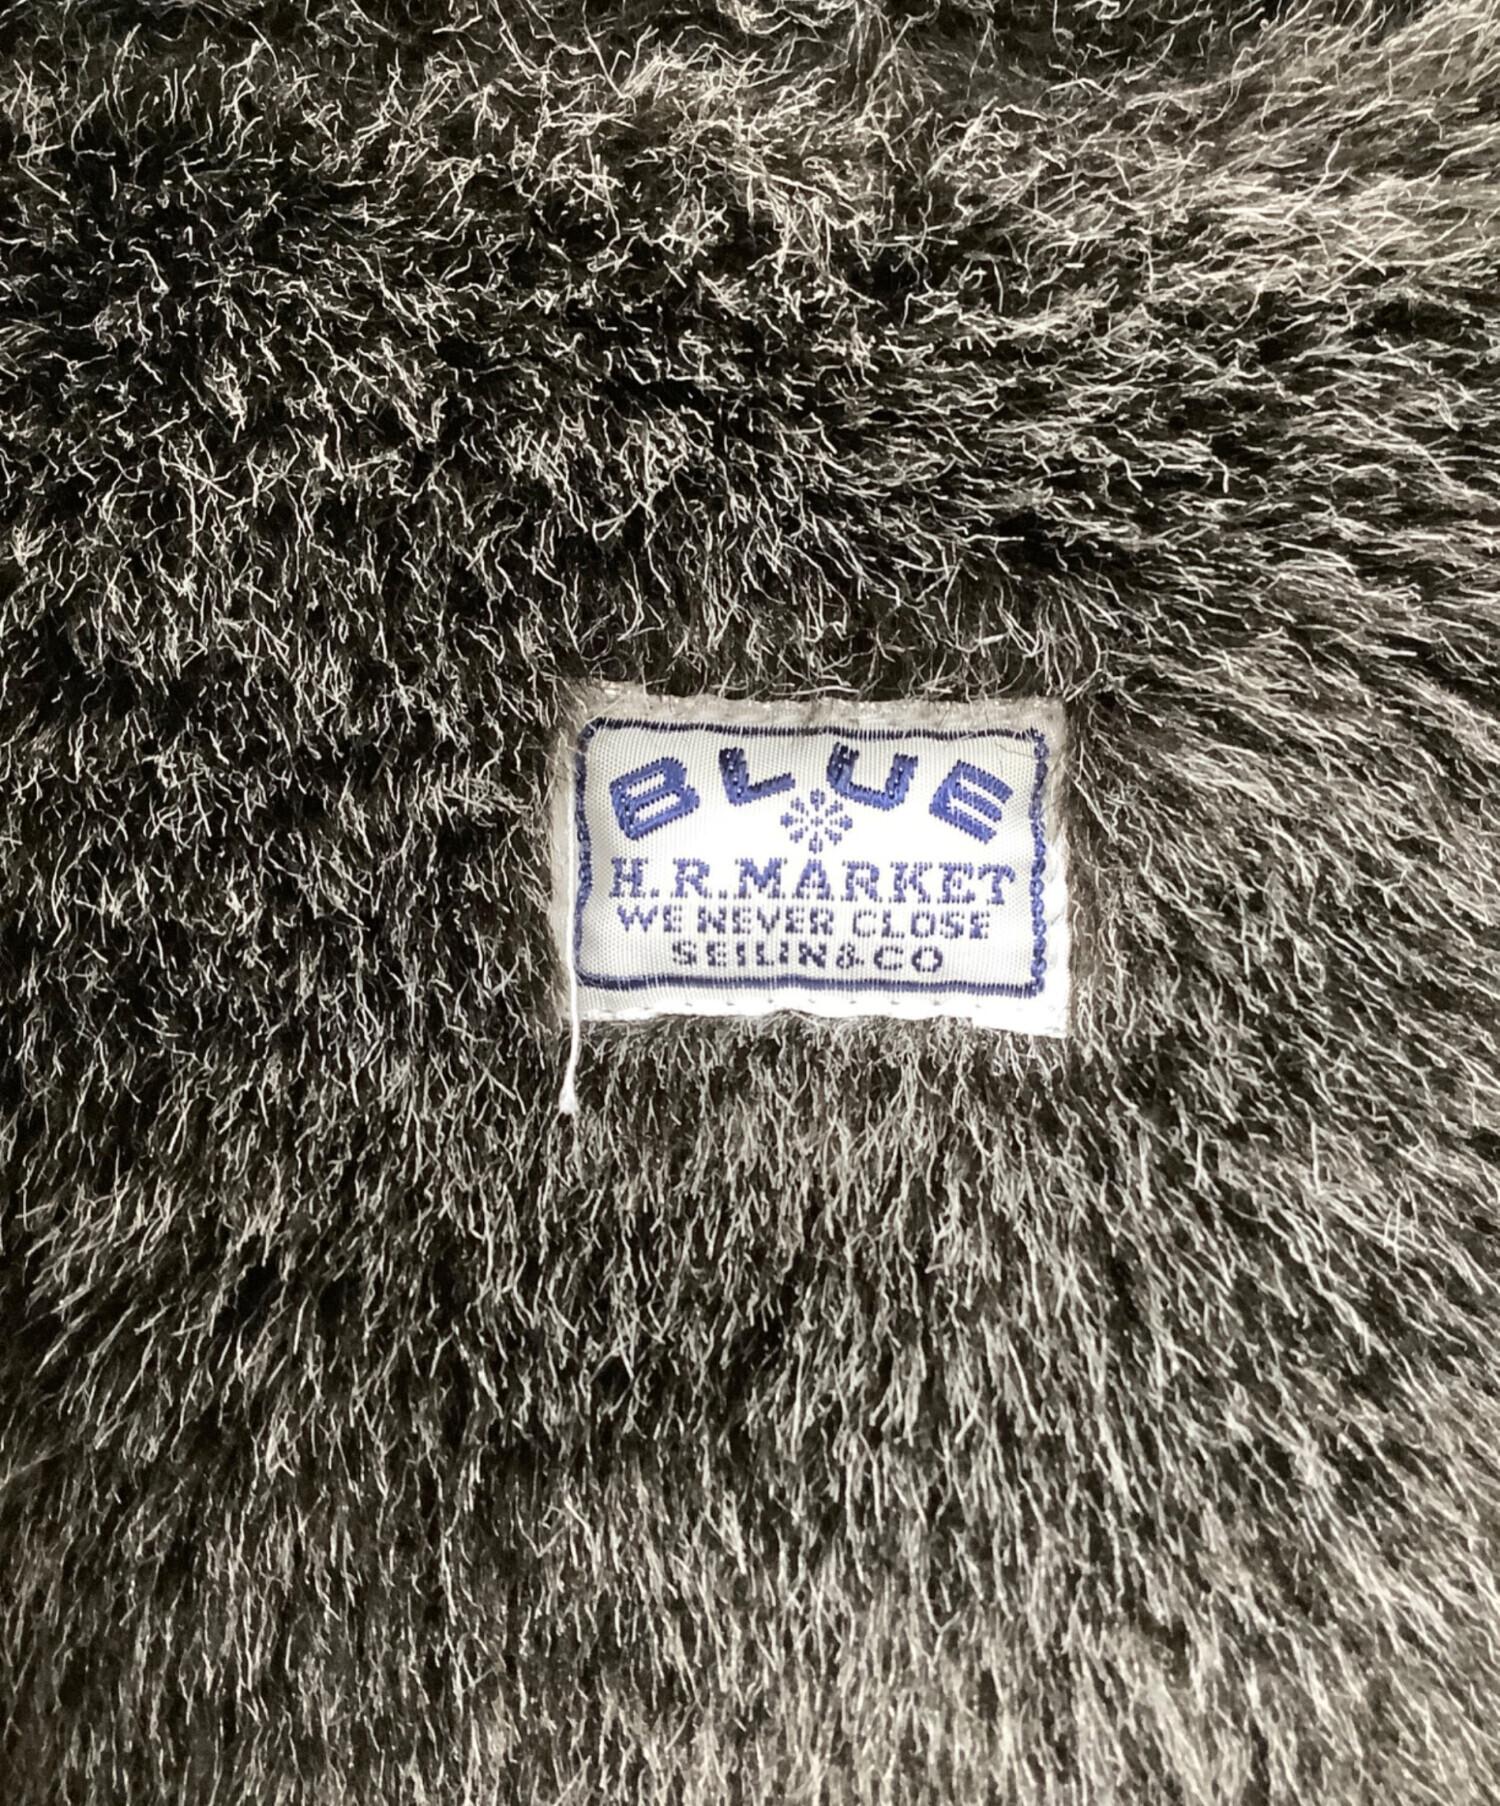 BLUE
H.R.MARKET
WE NEVER CLOSE
SEILIN&CO